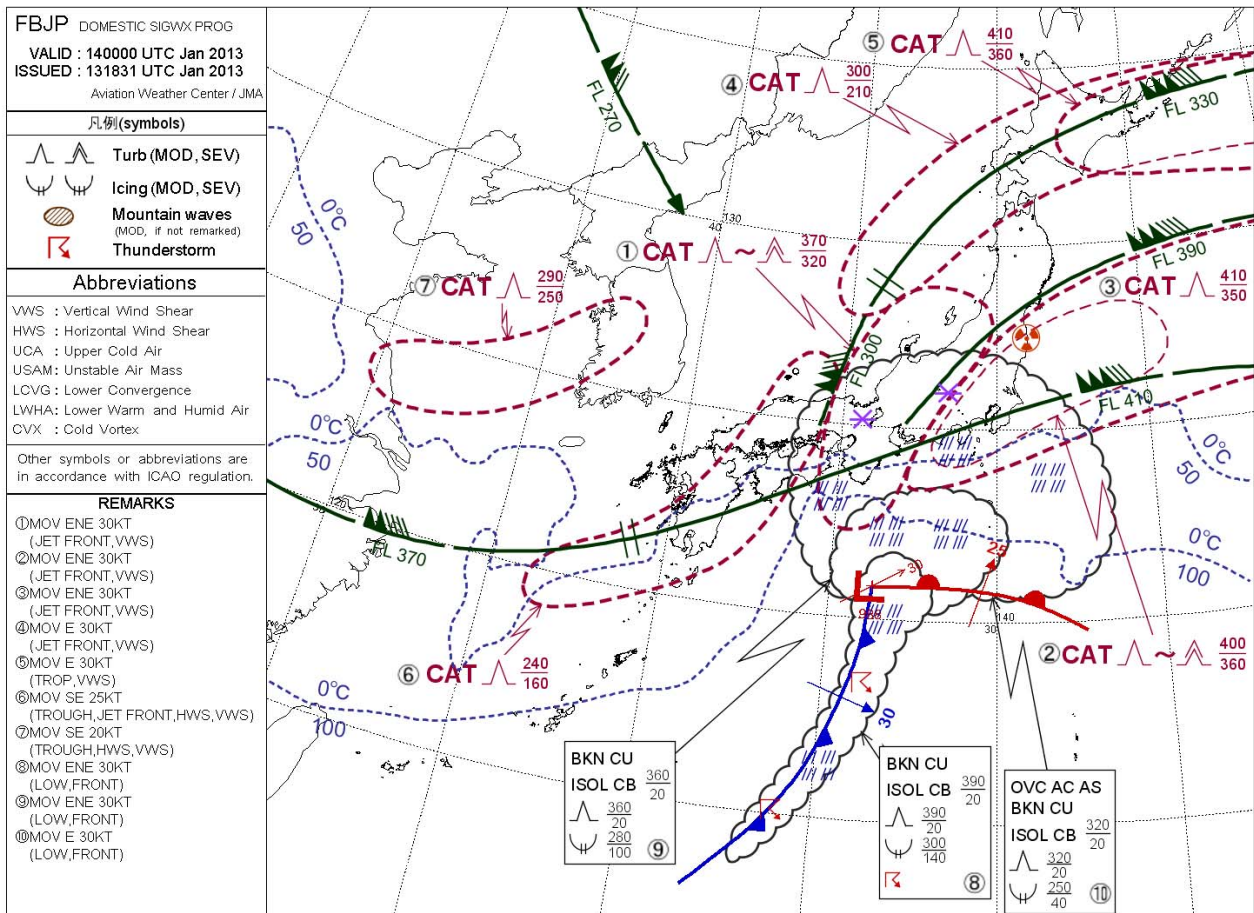 FBJP DOMESTIC SIGWX PROG
VALID : 140000 UTC Jan 2013
ISSUED : 131831 UTC Jan 2013
Aviation Weather Center / JMA
凡例(symbols)
Turb (MOD, SEV)
Icing (MOD, SEV)
Mountain waves
(MOD, if not remarked)
Thunderstorm
Abbreviations
VWS : Vertical Wind Shear
HWS : Horizontal Wind Shear
UCA : Upper Cold Air
USAM : Unstable Air Mass
LCVG : Lower Convergence
LWHA : Lower Warm and Humid Air
CVX : Cold Vortex
Other symbols or abbreviations are
in accordance with ICAO regulation.
REMARKS
①MOV ENE 30KT
(JET FRONT,VWS)
②MOV ENE 30KT
(JET FRONT,VWS)
③MOV ENE 30KT
(JET FRONT,VWS)
④MOV E 30KT
(JET FRONT,VWS)
⑤MOV E 30KT
(TROP,VWS)
⑥MOV SE 25KT
(TROUGH,JET FRONT,HWS,VWS)
⑦MOV SE 20KT
(TROUGH,HWS,VWS)
⑧MOV ENE 30KT
(LOW,FRONT)
⑨MOV ENE 30KT
(LOW,FRONT)
⑩MOV E 30KT
(LOW,FRONT)
⑤ CAT 410
360
④ CAT 300
210
FL 270
FL 330
0°C
50
130
40
① CAT ～ 370
320
FL 390
⑦ CAT 290
250
③ CAT 410
350
FL 300
FL 410
0°C
50
0°C
50
FL 370
25
0°C
100
30
L
30
140
② CAT ～ 400
360
⑥ CAT 240
160
0°C
100
30
BKN CU
ISOL CB 360
20
360
20
280
100
⑨
BKN CU
ISOL CB 390
20
390
20
300
140
⑧
OVC AC AS
BKN CU
ISOL CB 320
20
320
20
250
40
⑩